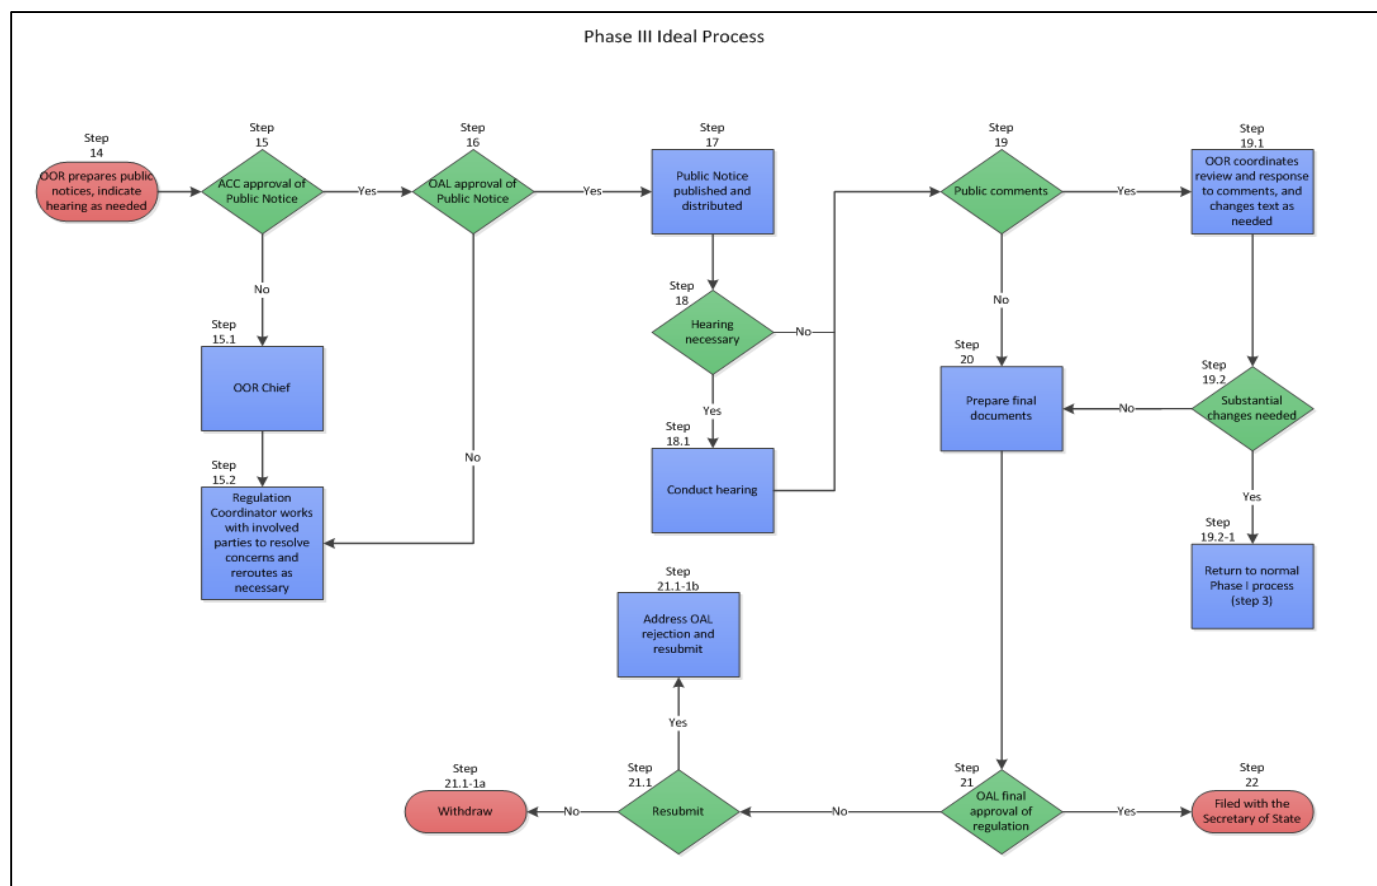 Phase III Ideal Process
Step
14
OOR prepares public
notices, indicate
hearing as needed
Step
15
ACC approval of
Public Notice
Yes
Step
16
OAL approval of
Public Notice
Yes
Step
17
Public Notice
published and
distributed
Step
19
Public comments
Yes
Step
19.1
OOR coordinates
review and response
to comments, and
changes text as
needed
No
Step
15.1
OOR Chief
Step
15.2
Regulation
Coordinator works
with involved
parties to resolve
concerns and
reroutes as
necessary
No
Step
18
Hearing
necessary
No
Yes
Step
18.1
Conduct hearing
No
Step
20
Prepare final
documents
No
Step
19.2
Substantial
changes needed
Yes
Step
19.2-1
Return to normal
Phase I process
(step 3)
Step
21.1-1b
Address OAL
rejection and
resubmit
Yes
Step
21.1-1a
Withdraw
No
Step
21.1
Resubmit
No
Step
21
OAL final
approval of
regulation
Yes
Step
22
Filed with the
Secretary of State